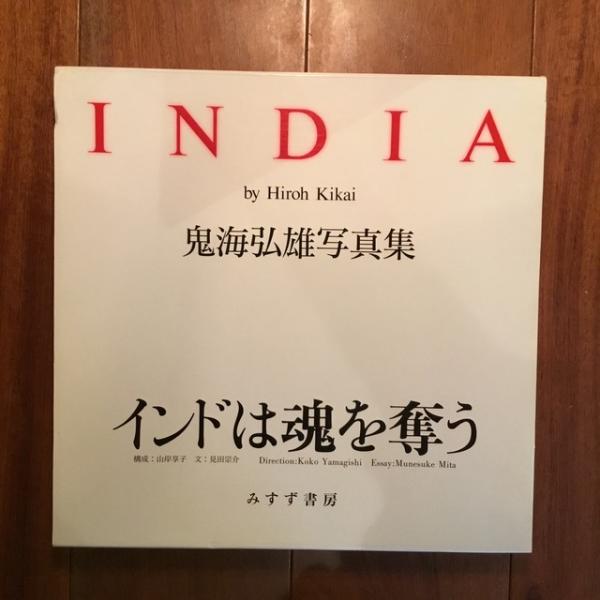 INDIA
by Hiroh Kikai
鬼海弘雄写真集
インドは魂を奪う
構成：山岸享子 文：見田宗介 Direction:Koko Yamagishi Essay:Munesuke Mita
みすず書房